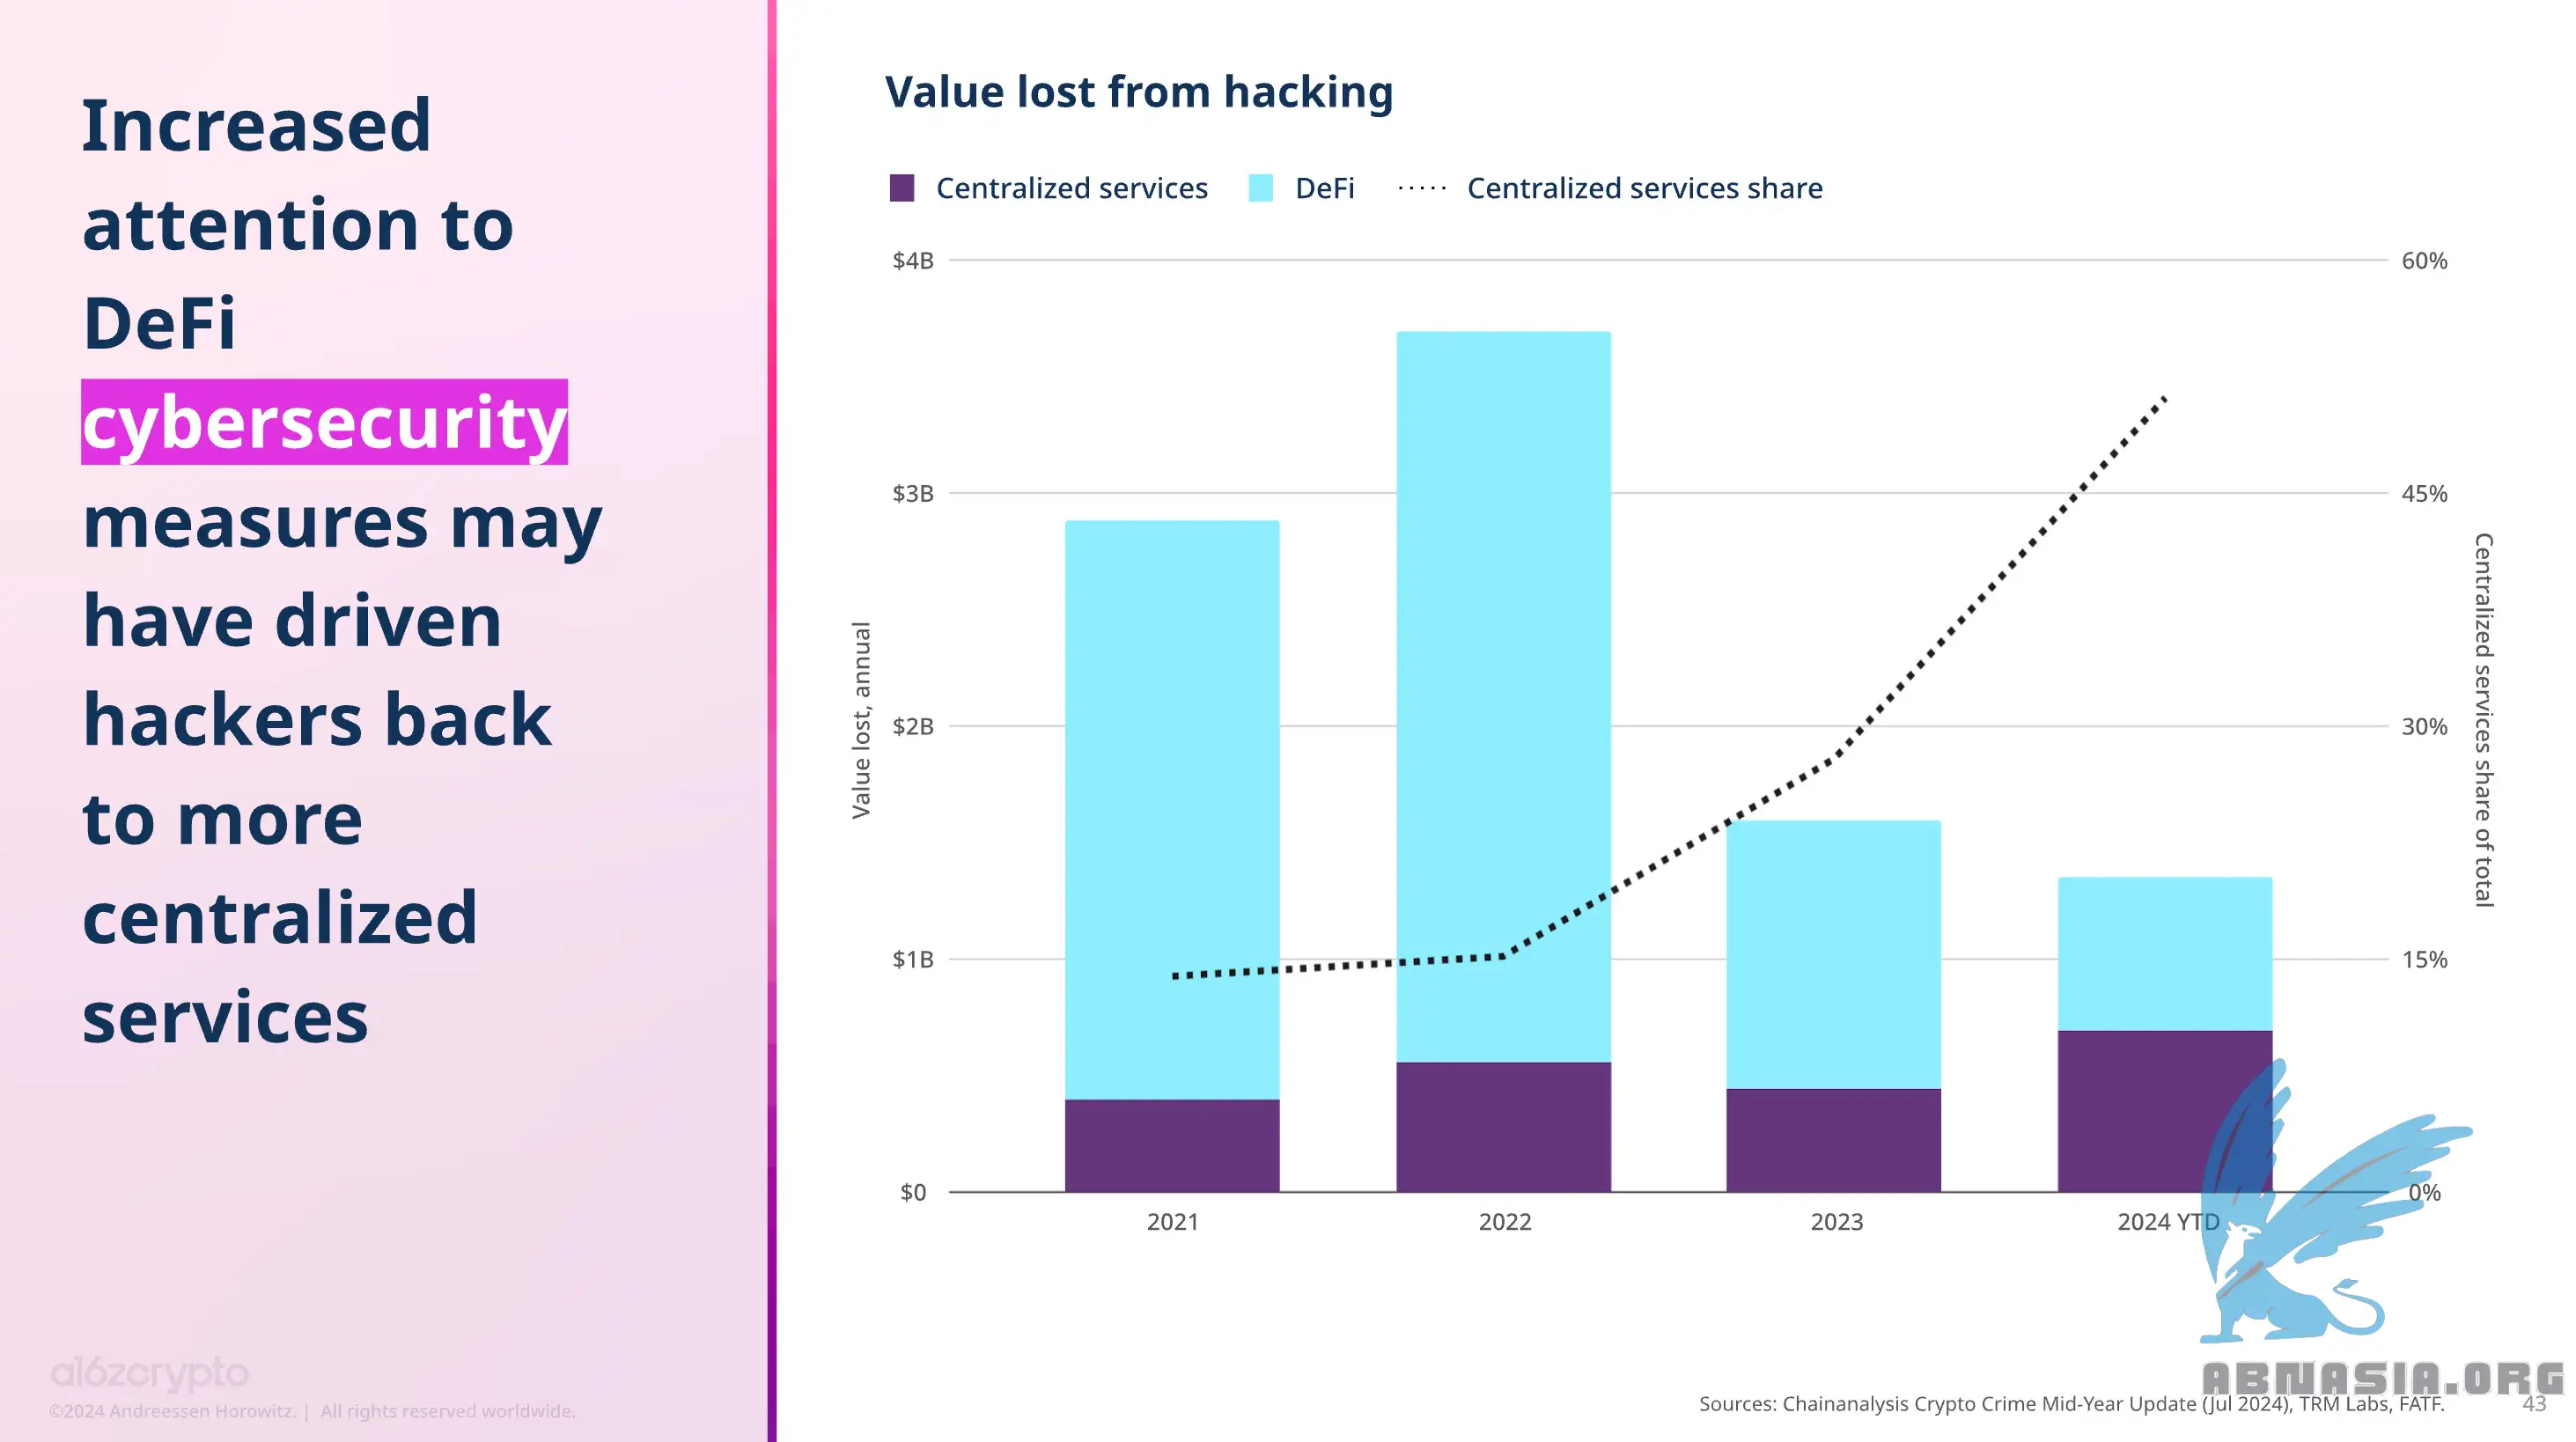 Increased
attention to
DeFi
cybersecurity
measures may
have driven
hackers back
to more
centralized
services
a16zcrypto
©2024 Andreessen Horowitz. | All rights reserved worldwide.
Value lost from hacking
Centralized services
DeFi
Centralized services share
$4B
$3B
$2B
$1B
$0
Value lost, annual
60%
45%
30%
15%
0%
Centralized services share of total
2021
2022
2023
2024 YTD
ABNASIA.ORG
Sources: Chainanalysis Crypto Crime Mid-Year Update (Jul 2024), TRM Labs, FATF.
43